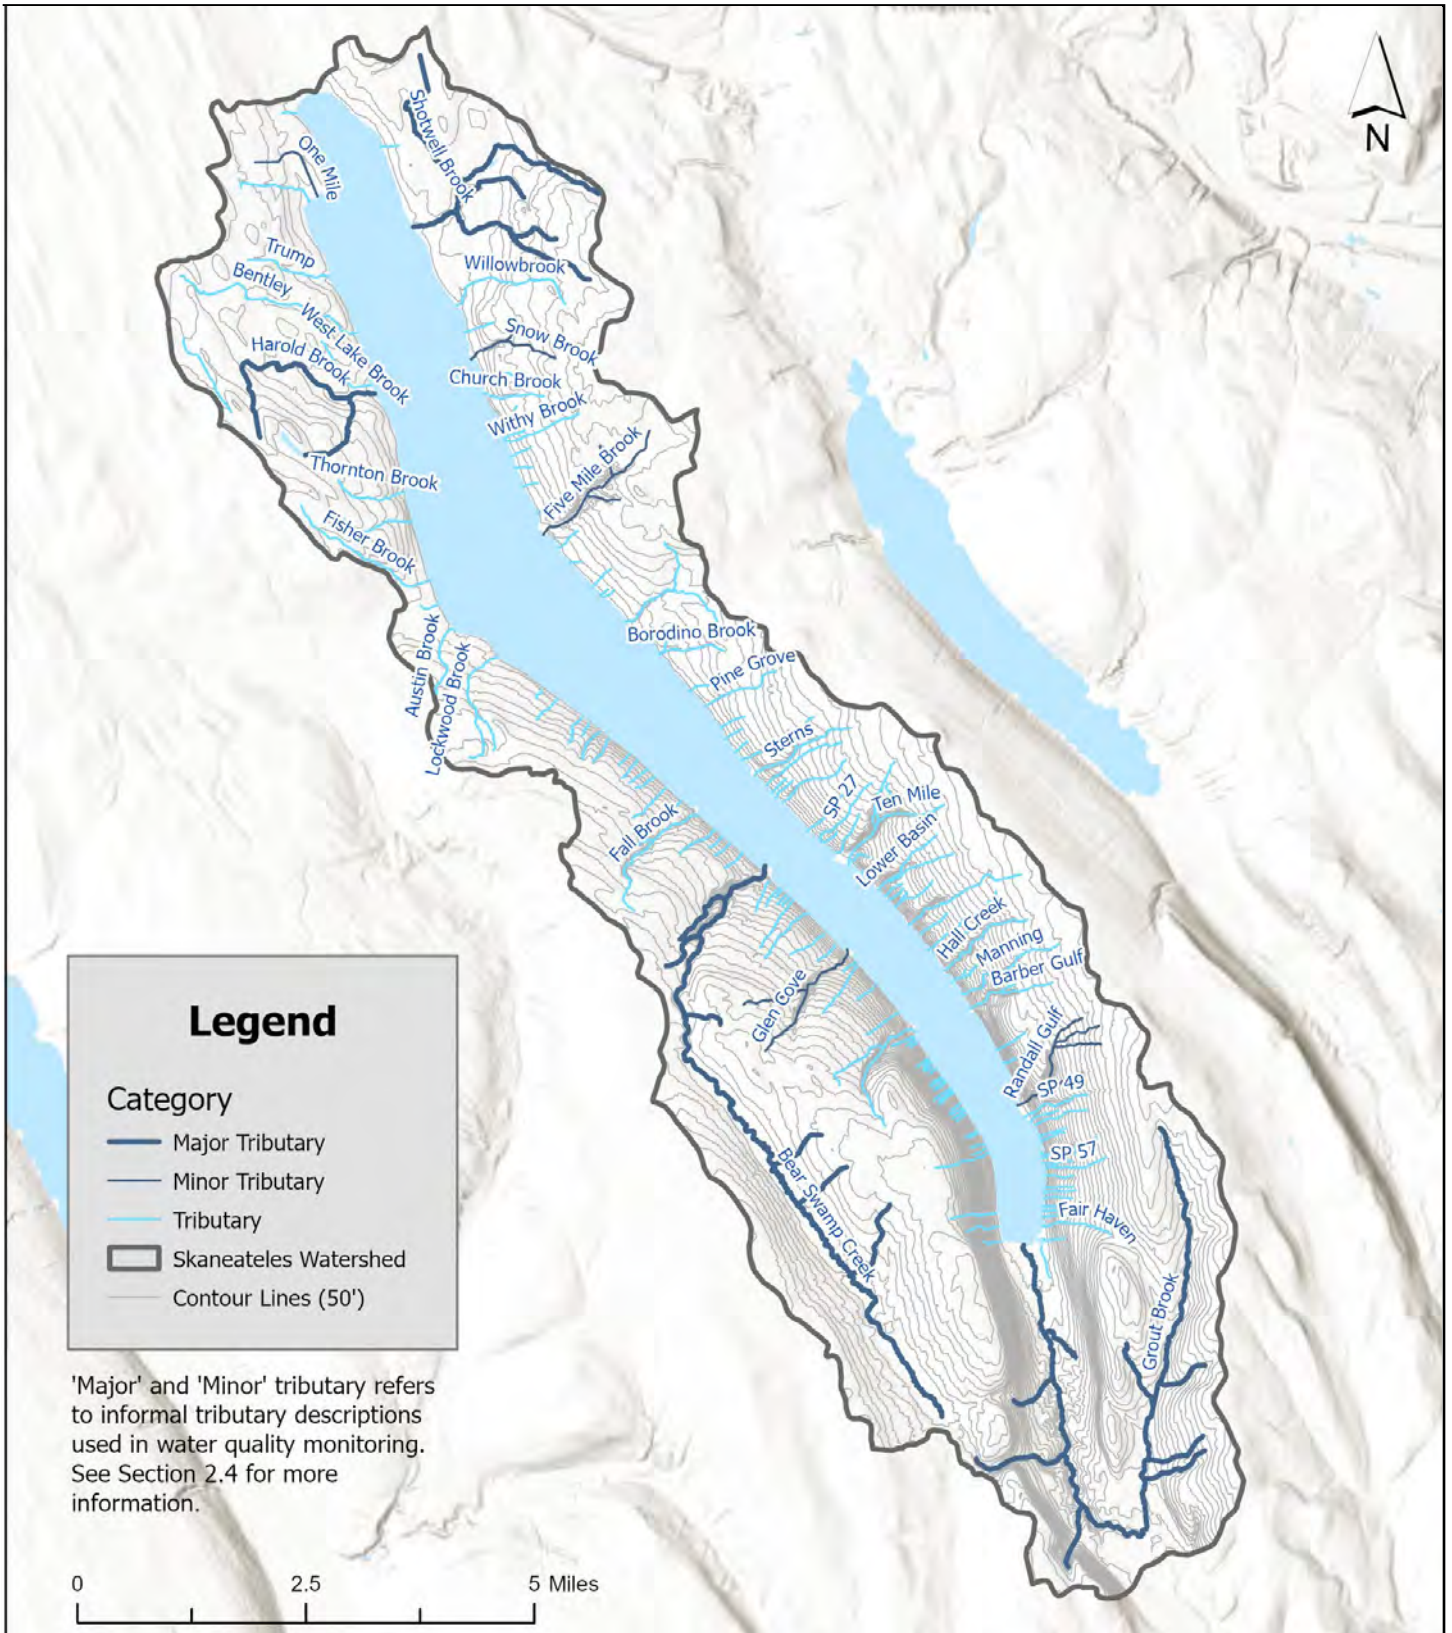 N
Shotwell Brook
One Mile
Trump
Willowbrook
Bentley
West Lake Brook
Snow Brook
Harold Brook
Church Brook
Withy Brook
Thornton Brook
Five Mile Brook
Fisher Brook
Borodino Brook
Austin Brook
Pine Grove
Lockwood Brook
Sterns
SP 27
Ten Mile
Fall Brook
Lower Basin
Hall Creek
Manning
Barber Gulf
Glen Cove
Randall Gulf
SP 49
SP 57
Bear Swamp Creek
Fair Haven
Grout Brook
Legend
Category
Major Tributary
Minor Tributary
Tributary
Skaneateles Watershed
Contour Lines (50')
'Major' and 'Minor' tributary refers
to informal tributary descriptions
used in water quality monitoring.
See Section 2.4 for more
information.
0 2.5 5 Miles